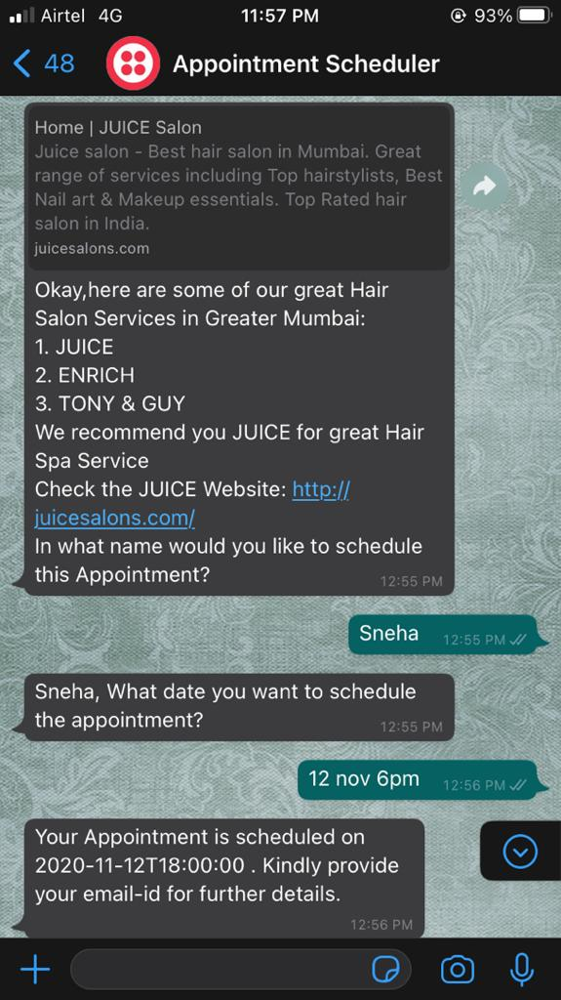 Airtel 4G 11:57 PM 93%
48 Appointment Scheduler
Home | JUICE Salon
Juice salon - Best hair salon in Mumbai. Great
range of services including Top hairstylists, Best
Nail art & Makeup essentials. Top Rated hair
salon in India.
juicesalons.com
Okay,here are some of our great Hair
Salon Services in Greater Mumbai:
1. JUICE
2. ENRICH
3. TONY & GUY
We recommend you JUICE for great Hair
Spa Service
Check the JUICE Website: http://
juicesalons.com/
In what name would you like to schedule
this Appointment?
12:55 PM
Sneha 12:55 PM
Sneha, What date you want to schedule
the appointment?
12:55 PM
12 nov 6pm 12:56 PM
Your Appointment is scheduled on
2020-11-12T18:00:00 . Kindly provide
your email-id for further details.
12:56 PM